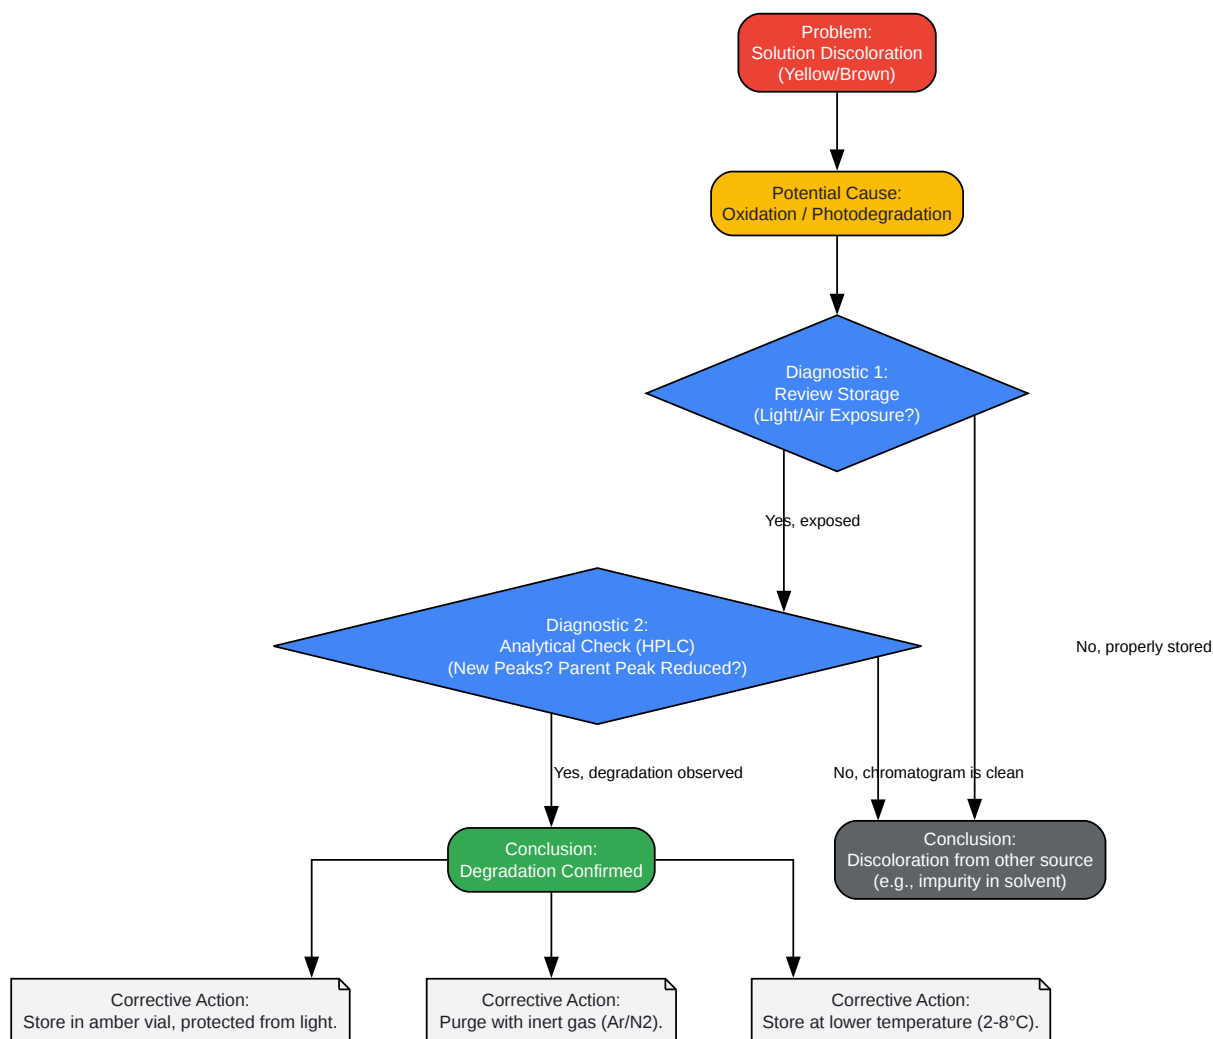 Problem:
Solution Discoloration
(Yellow/Brown)
Potential Cause:
Oxidation / Photodegradation
Diagnostic 1:
Review Storage
(Light/Air Exposure?)
Yes, exposed
Diagnostic 2:
Analytical Check (HPLC)
(New Peaks? Parent Peak Reduced?)
No, properly stored
Yes, degradation observed
No, chromatogram is clean
Conclusion:
Degradation Confirmed
Conclusion:
Discoloration from other source
(e.g., impurity in solvent)
Corrective Action:
Store in amber vial, protected from light.
Corrective Action:
Purge with inert gas (Ar/N2).
Corrective Action:
Store at lower temperature (2-8°C).